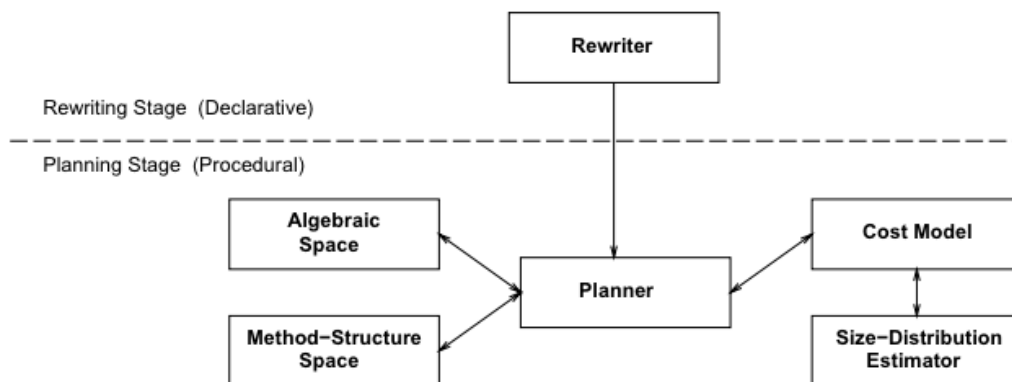 Rewriter
Rewriting Stage (Declarative)
Planning Stage (Procedural)
Algebraic
Space
Cost Model
Planner
Method−Structure
Space
Size−Distribution
Estimator